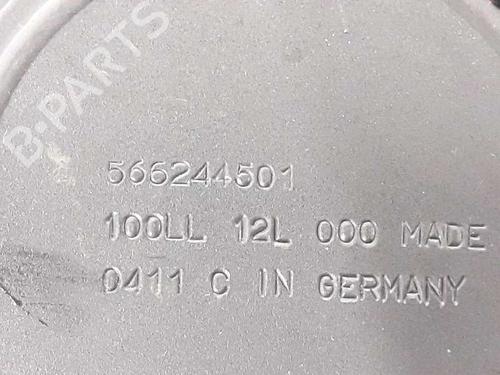 B-PARTS
566244501
100LL 12L 000 MADE
0411 C IN GERMANY